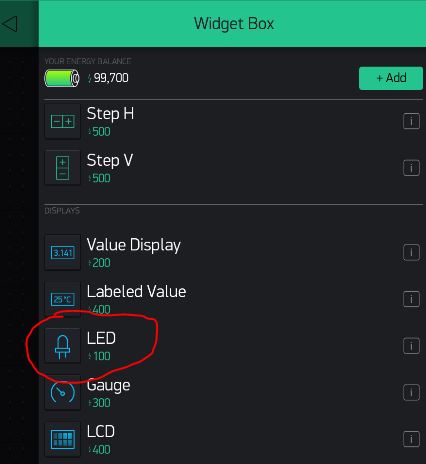 Widget Box
YOUR ENERGY BALANCE
99,700
+ Add
Step H
500
Step V
500
DISPLAYS
3.141
Value Display
200
25 °C
Labeled Value
400
LED
100
Gauge
300
LCD
400